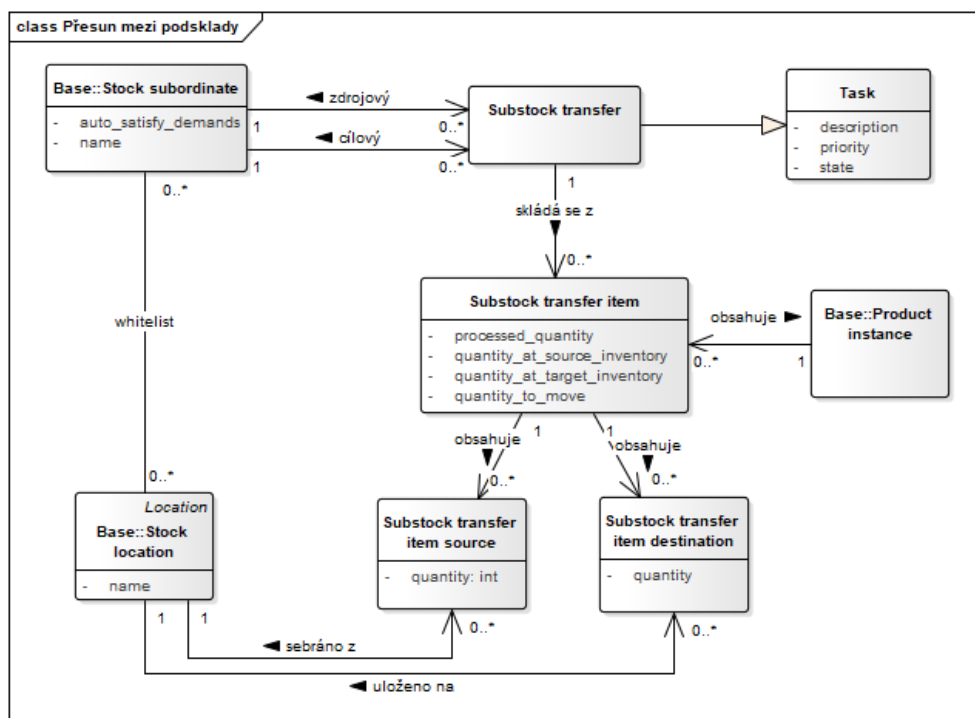 class Přesun mezi podsklady
Base::Stock subordinate
- auto_satisfy_demands
- name
zdrojový
1
0..*
cílový
1
0..*
Substock transfer
Task
- description
- priority
- state
0..*
1
skládá se z
0..*
whitelist
Substock transfer item
- processed_quantity
- quantity_at_source_inventory
- quantity_at_target_inventory
- quantity_to_move
obsahuje
0..*
1
Base::Product
instance
1
1
obsahuje
obsahuje
0..*
0..*
0..*
Location
Base::Stock
location
- name
Substock transfer
item source
- quantity: int
Substock transfer
item destination
- quantity
1
1
0..*
0..*
sebráno z
uloženo na